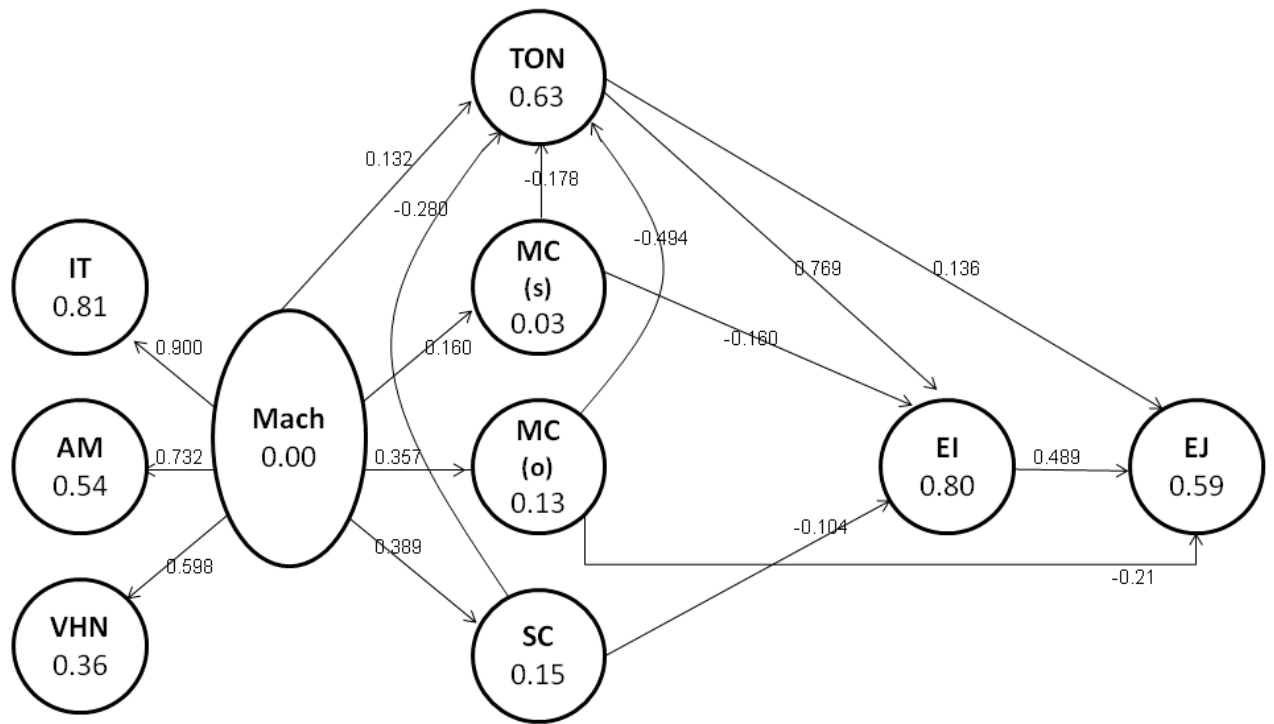 TON
0.63
0.132
-0.178
-0.280
IT
0.81
MC
(s)
0.03
-0.494
0.769
0.136
0.900
0.160
-0.160
Mach
0.00
AM
0.54
0.732
0.357
MC
(o)
0.13
EI
0.80
0.489
EJ
0.59
0.598
0.389
-0.104
-0.21
VHN
0.36
SC
0.15